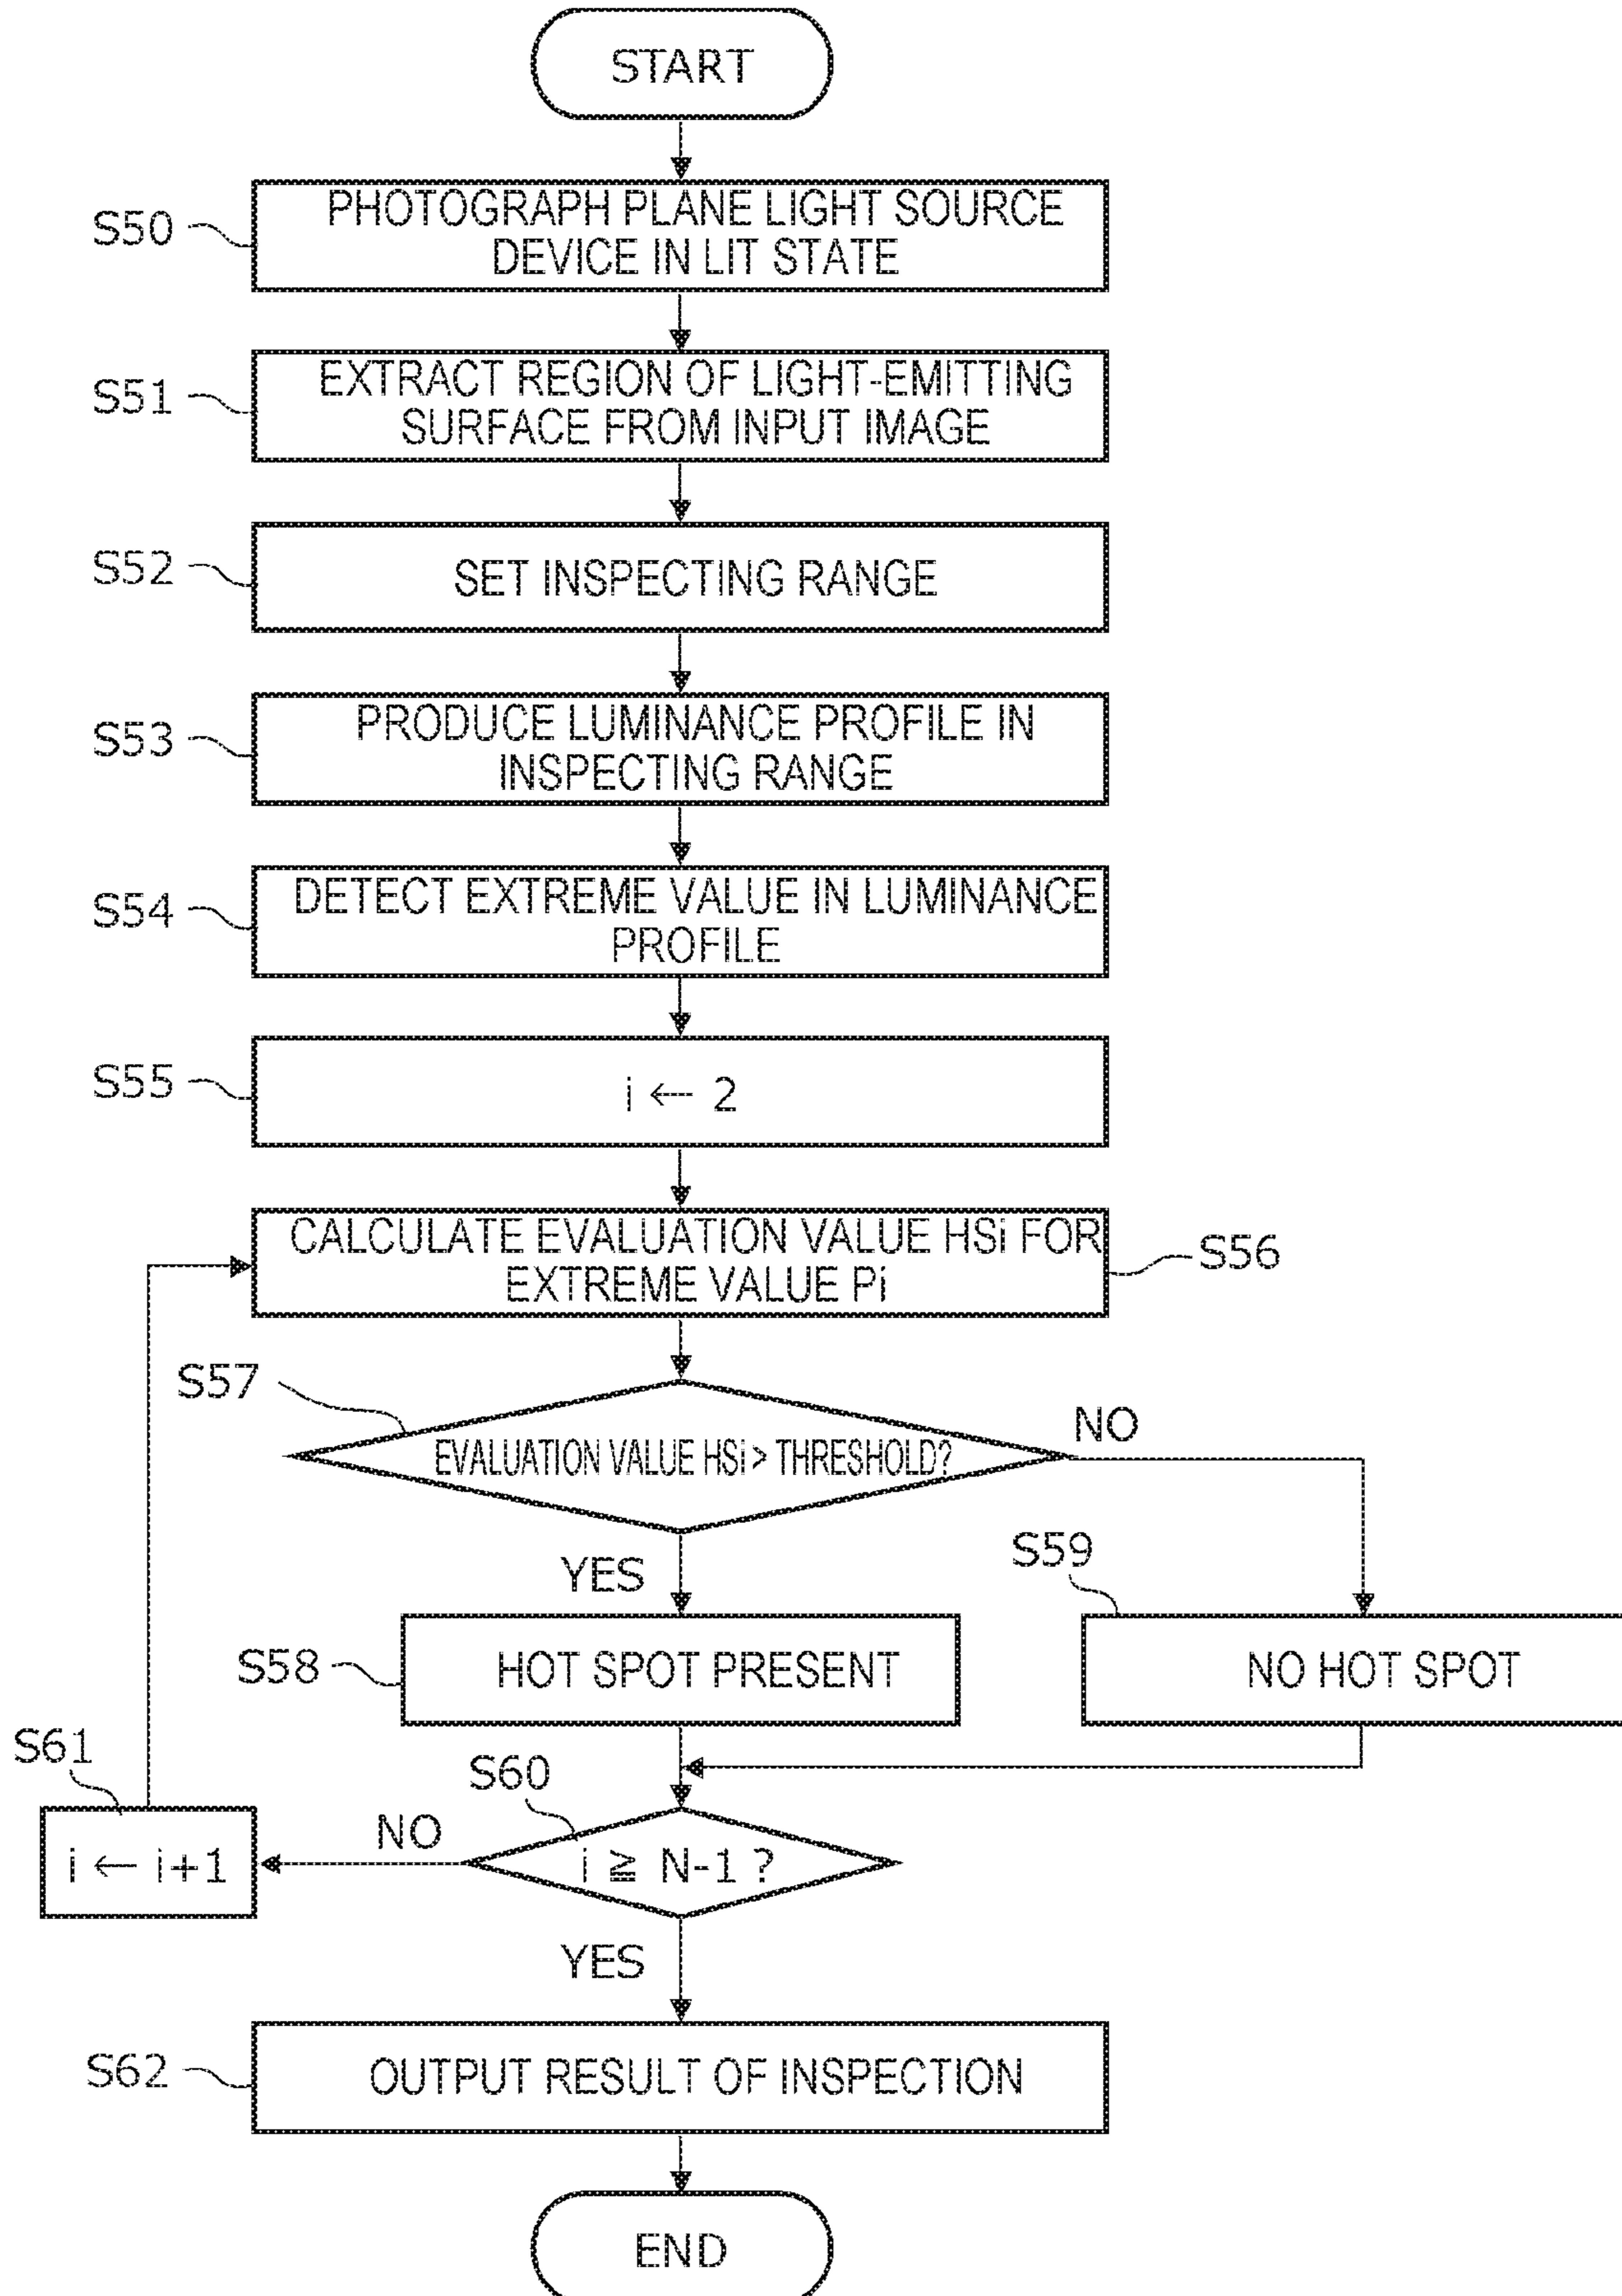 START
S50
PHOTOGRAPH PLANE LIGHT SOURCE
DEVICE IN LIT STATE
S51
EXTRACT REGION OF LIGHT-EMITTING
SURFACE FROM INPUT IMAGE
S52
SET INSPECTING RANGE
S53
PRODUCE LUMINANCE PROFILE IN
INSPECTING RANGE
S54
DETECT EXTREME VALUE IN LUMINANCE
PROFILE
S55
i ← 2
CALCULATE EVALUATION VALUE HSi FOR
EXTREME VALUE Pi
S56
S57
EVALUATION VALUE HSi > THRESHOLD?
NO
YES
S59
S58
HOT SPOT PRESENT
NO HOT SPOT
S61
S60
i ← i+1
NO
i ≧ N-1 ?
YES
S62
OUTPUT RESULT OF INSPECTION
END